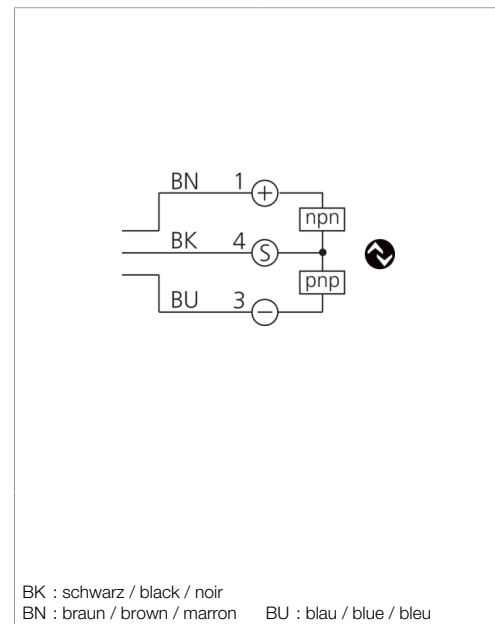 BN 1 +
npn
BK 4 S
pnp
BU 3 −
BK : schwarz / black / noir
BN : braun / brown / marron BU : blau / blue / bleu